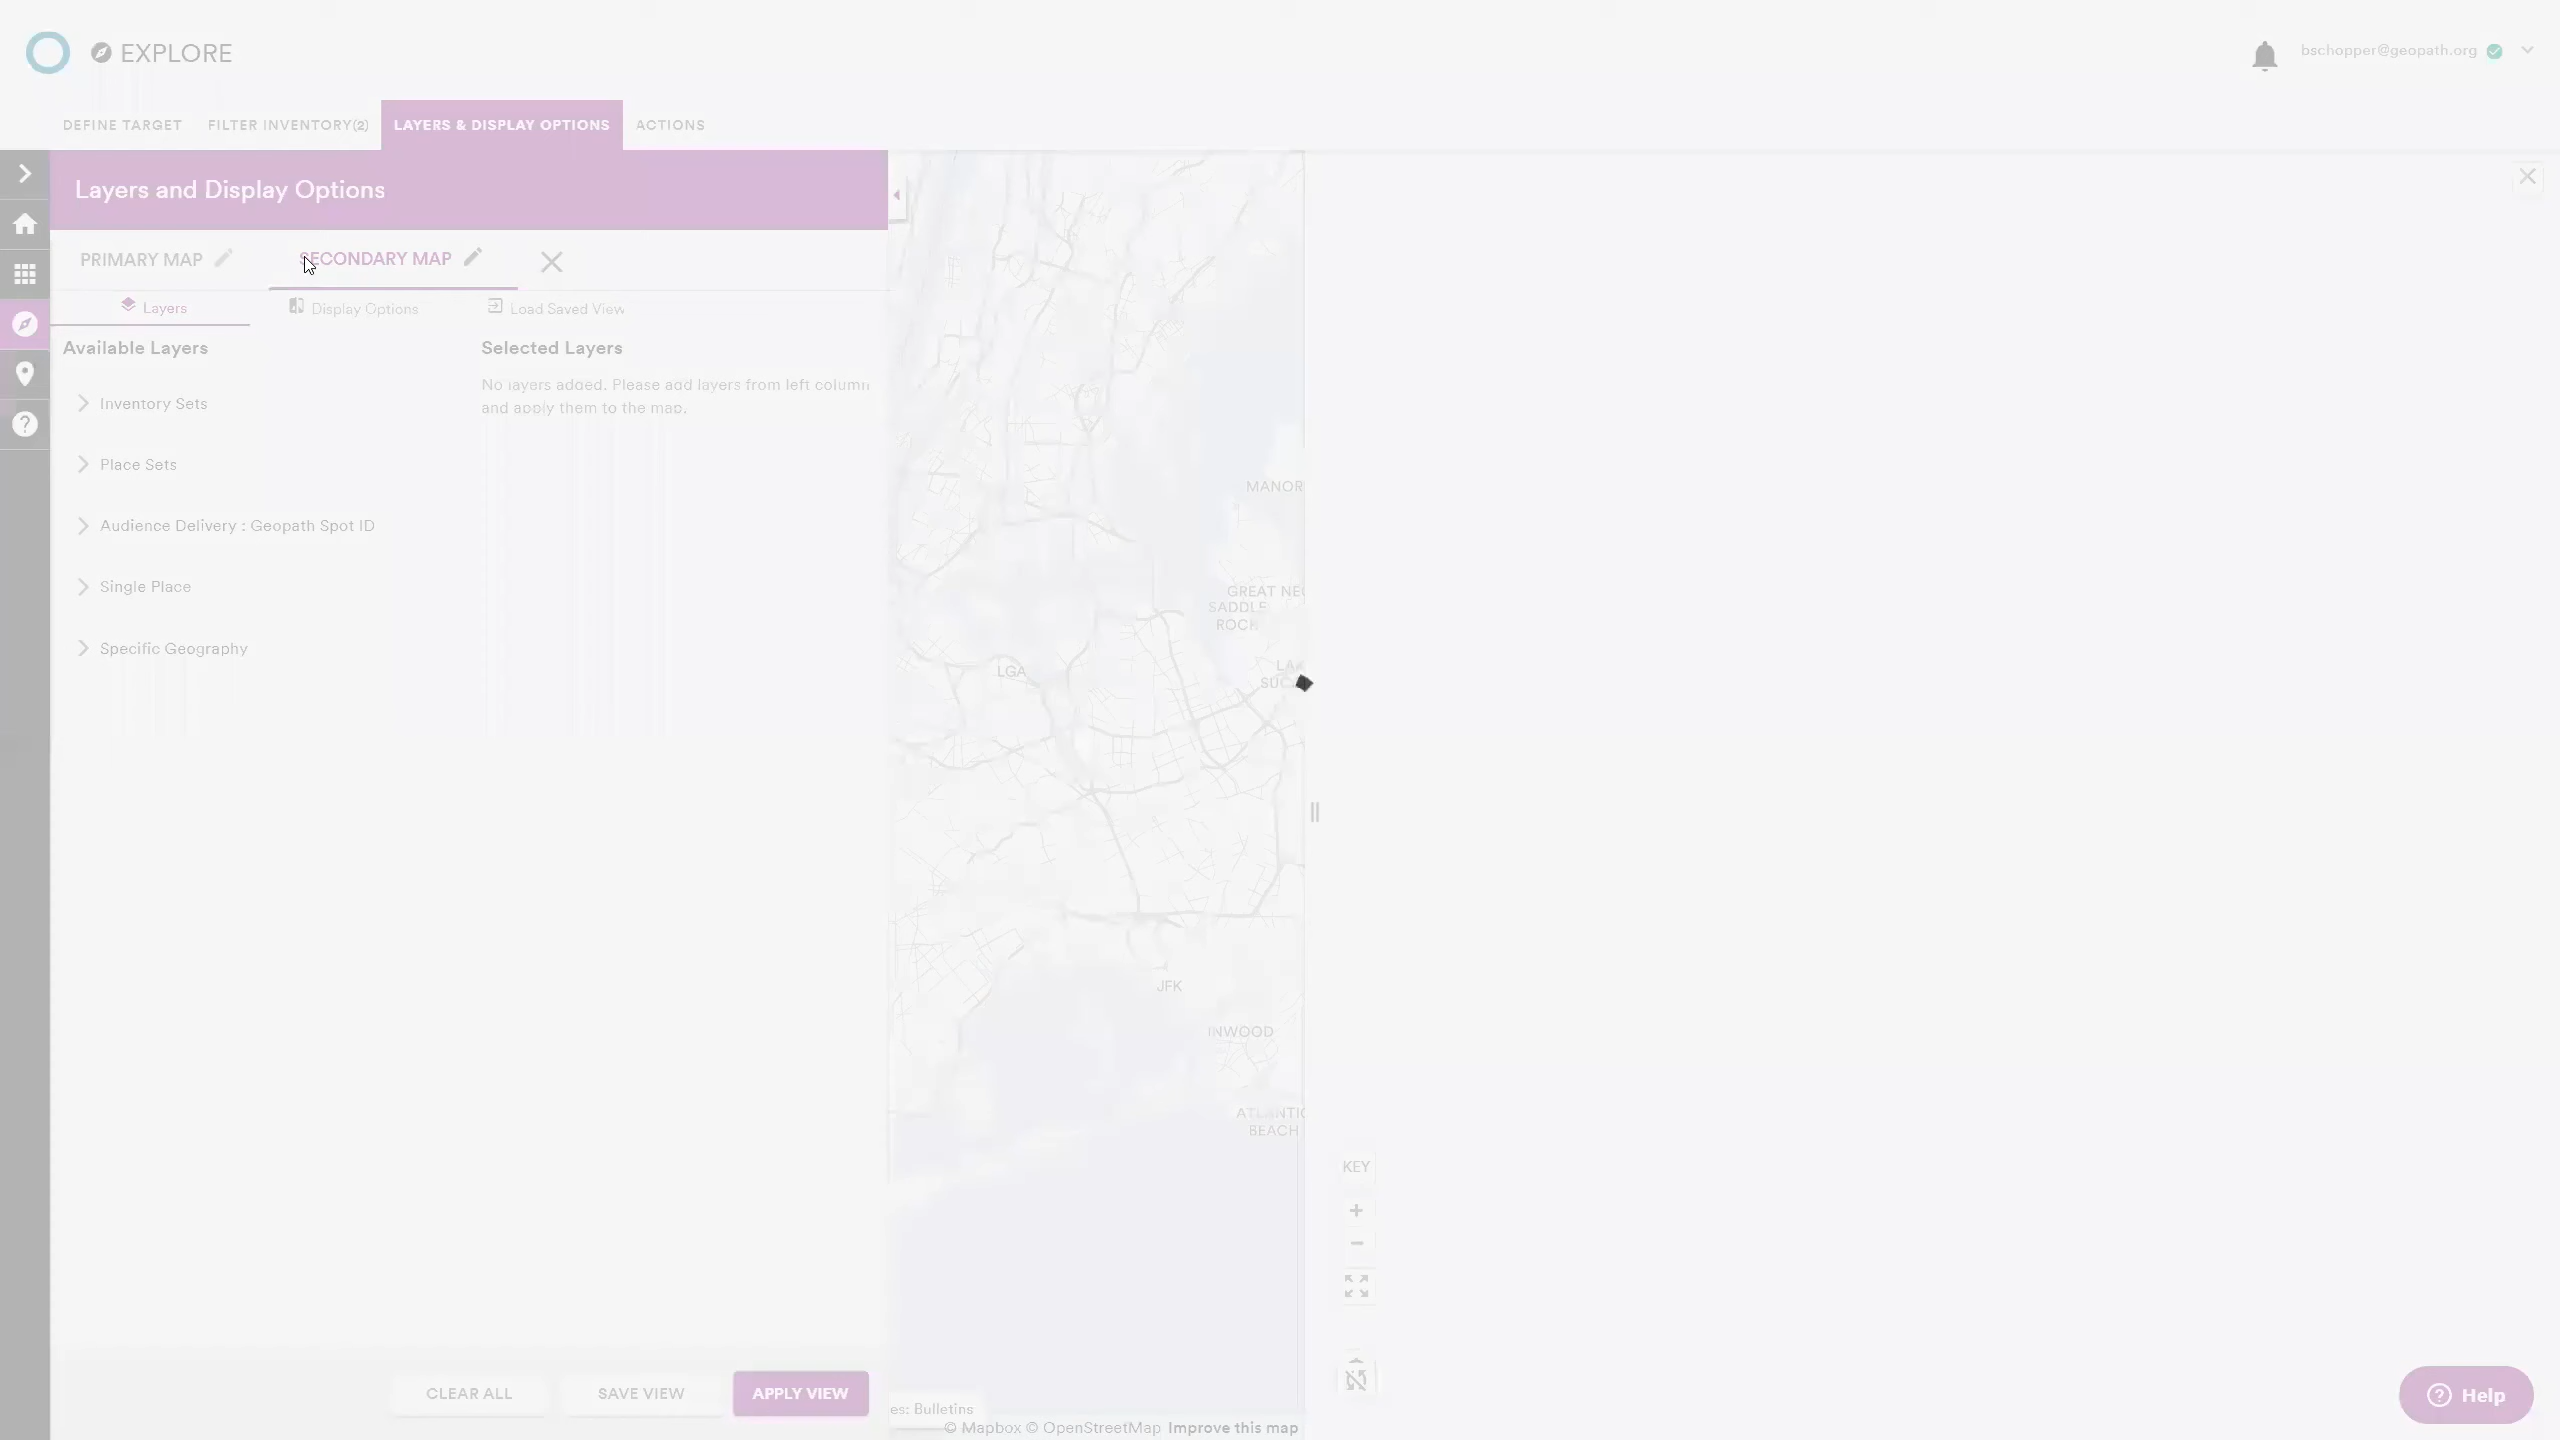 EXPLORE
bschopper@geopath.org
DEFINE TARGET
FILTER INVENTORY(2)
LAYERS & DISPLAY OPTIONS
ACTIONS
Layers and Display Options
PRIMARY MAP
SECONDARY MAP
Layers
Display Options
Load Saved View
Available Layers
Selected Layers
No layers added. Please add layers from left column
and apply them to the map.
Inventory Sets
Place Sets
Audience Delivery : Geopath Spot ID
Single Place
Specific Geography
MANOR
GREAT NE
SADDLE
ROCK
LGA
JFK
INWOOD
ATLANTIC
BEACH
KEY
CLEAR ALL
SAVE VIEW
APPLY VIEW
es: Bulletins
© Mapbox © OpenStreetMap Improve this map
Help